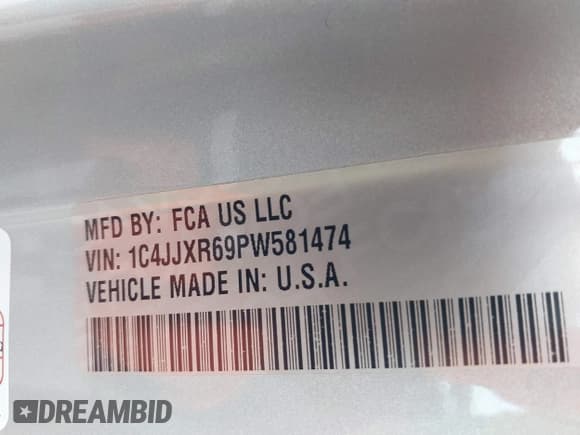 MFD BY: FCA US LLC
VIN: 1C4JJXR69PW581474
VEHICLE MADE IN: U.S.A.
DREAMBID